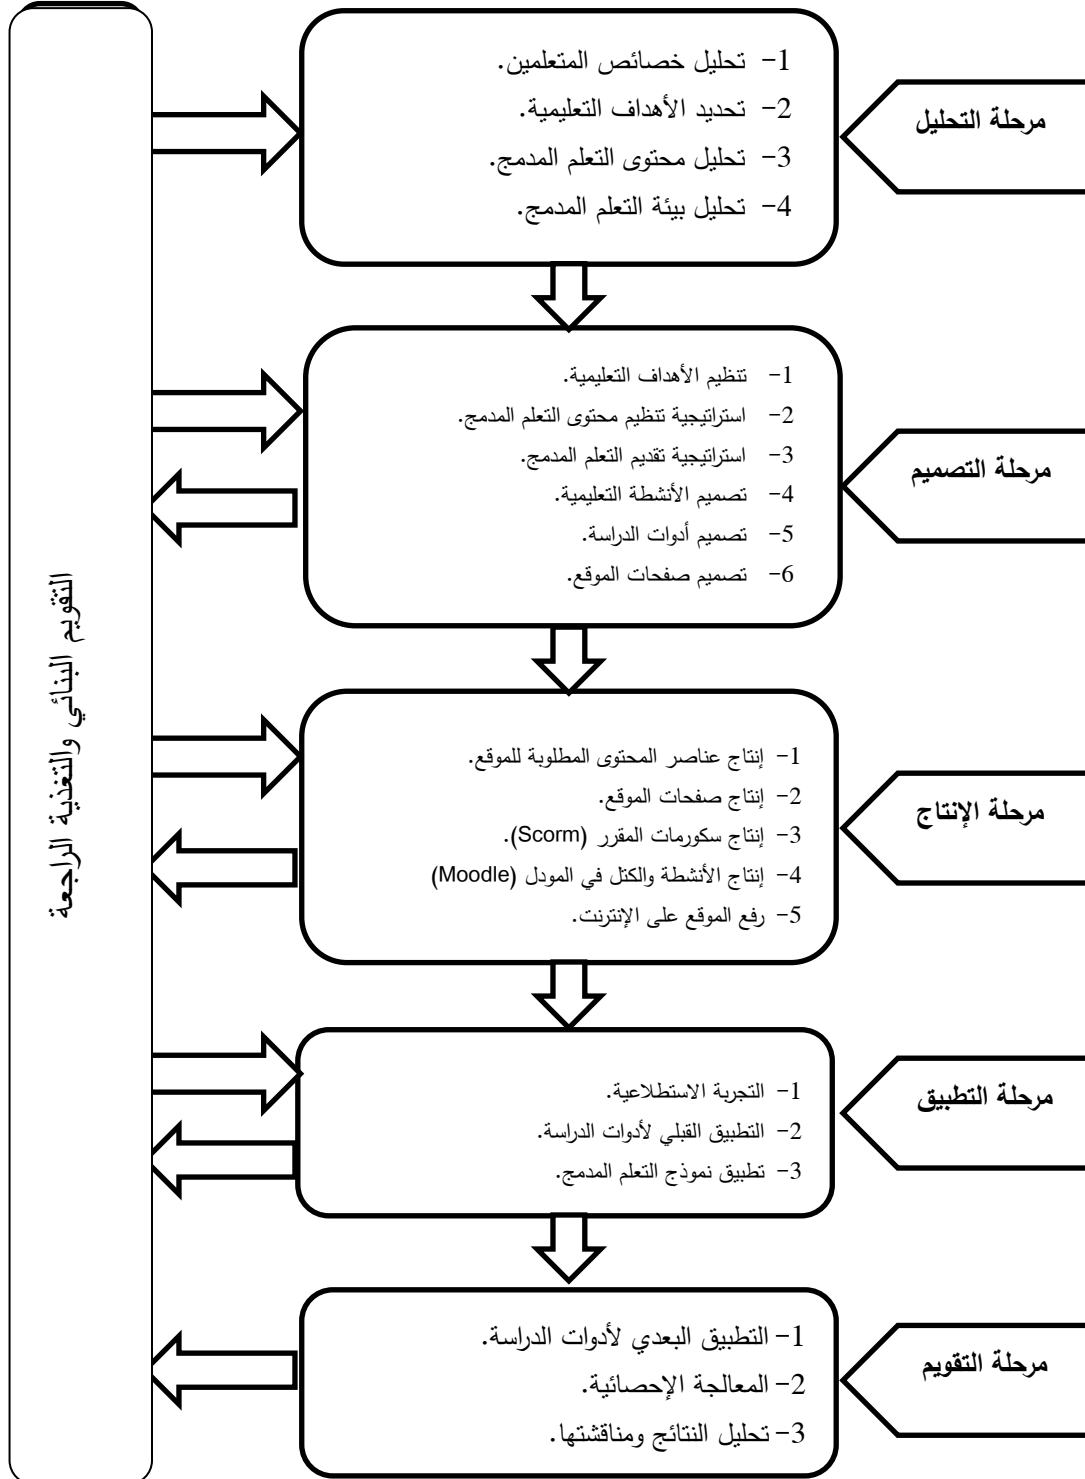 مرحلة التحليل
1- تحليل خصائص المتعلمين.
2- تحديد الأهداف التعليمية.
3- تحليل محتوى التعلم المدمج.
4- تحليل بيئة التعلم المدمج.
مرحلة التصميم
1- تنظيم الأهداف التعليمية.
2- استراتيجية تنظيم محتوى التعلم المدمج.
3- استراتيجية تقديم التعلم المدمج.
4- تصميم الأنشطة التعليمية.
5- تصميم أدوات الدراسة.
6- تصميم صفحات الموقع.
مرحلة الإنتاج
1- إنتاج عناصر المحتوى المطلوبة للموقع.
2- إنتاج صفحات الموقع.
3- إنتاج سكورمات المقرر (Scorm).
4- إنتاج الأنشطة والكتل في المودل (Moodle)
5- رفع الموقع على الإنترنت.
مرحلة التطبيق
1- التجربة الاستطلاعية.
2- التطبيق القبلي لأدوات الدراسة.
3- تطبيق نموذج التعلم المدمج.
مرحلة التقويم
1- التطبيق البعدي لأدوات الدراسة.
2- المعالجة الإحصائية.
3- تحليل النتائج ومناقشتها.
التقويم البنائي والتغذية الراجعة